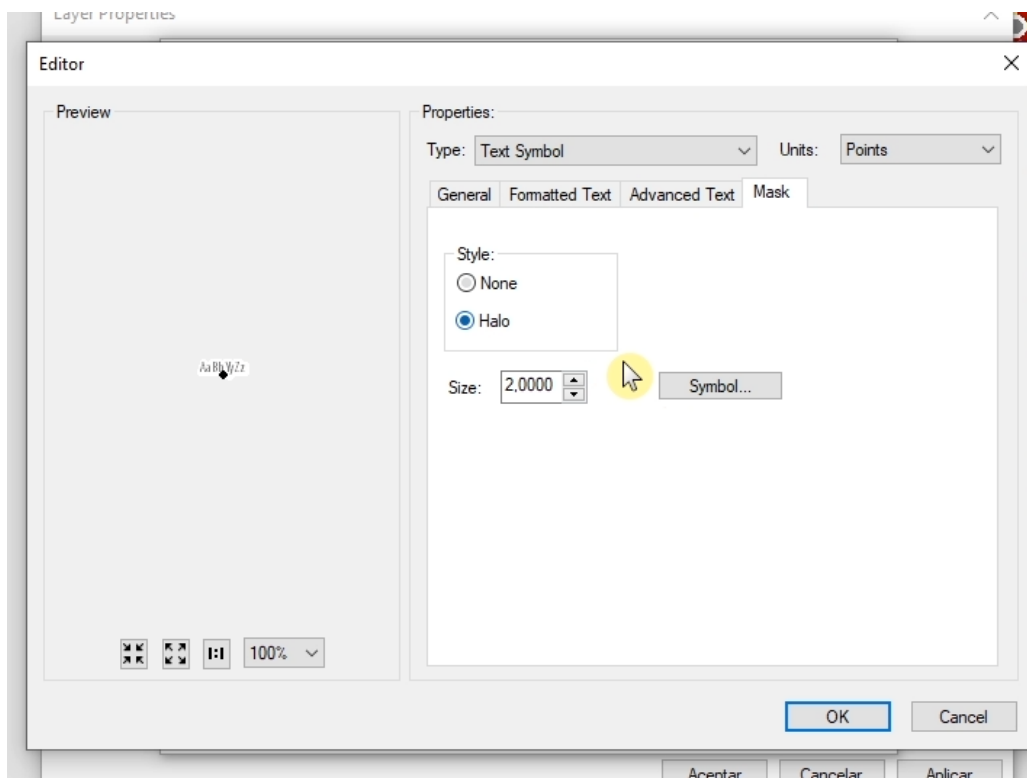 Layer Properties
Editor
Preview
Properties:
Type: Text Symbol
Units: Points
General Formatted Text Advanced Text Mask
Style:
None
Halo
AaBbYyZz
Size: 2,0000
Symbol...
100%
OK Cancel
Aceptar Cancelar Aplicar